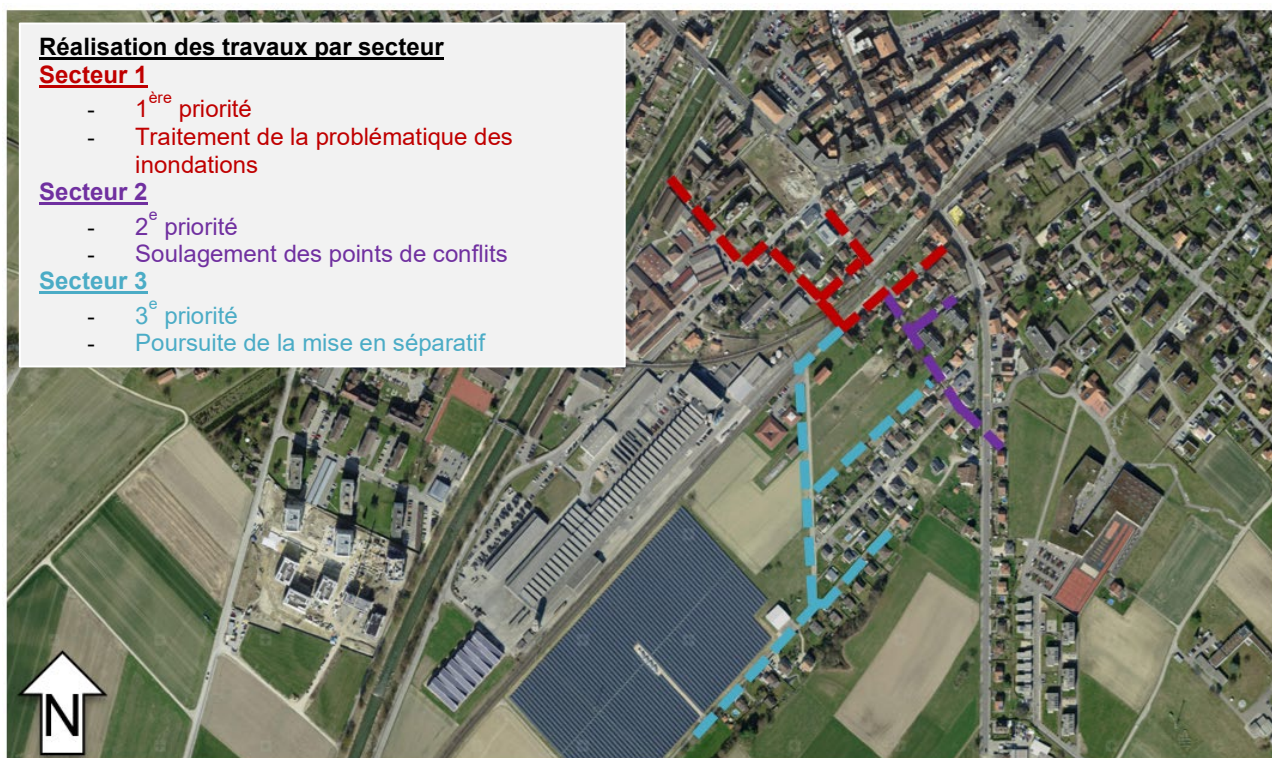 Réalisation des travaux par secteur
Secteur 1
- 1ère priorité
- Traitement de la problématique des
inondations
Secteur 2
- 2e priorité
- Soulagement des points de conflits
Secteur 3
- 3e priorité
- Poursuite de la mise en séparatif
N